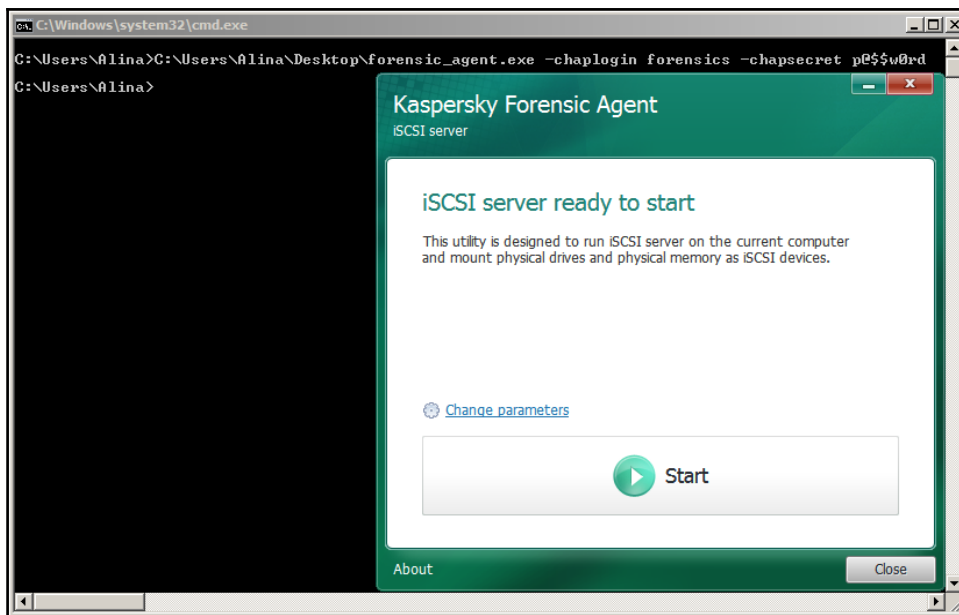 C:\Windows\system32\cmd.exe
C:\Users\Alina>C:\Users\Alina\Desktop\forensic_agent.exe -chaplogin forensics -chapsecret p@$$w0rd
C:\Users\Alina>
Kaspersky Forensic Agent
iSCSI server
iSCSI server ready to start
This utility is designed to run iSCSI server on the current computer
and mount physical drives and physical memory as iSCSI devices.
Change parameters
Start
About
Close